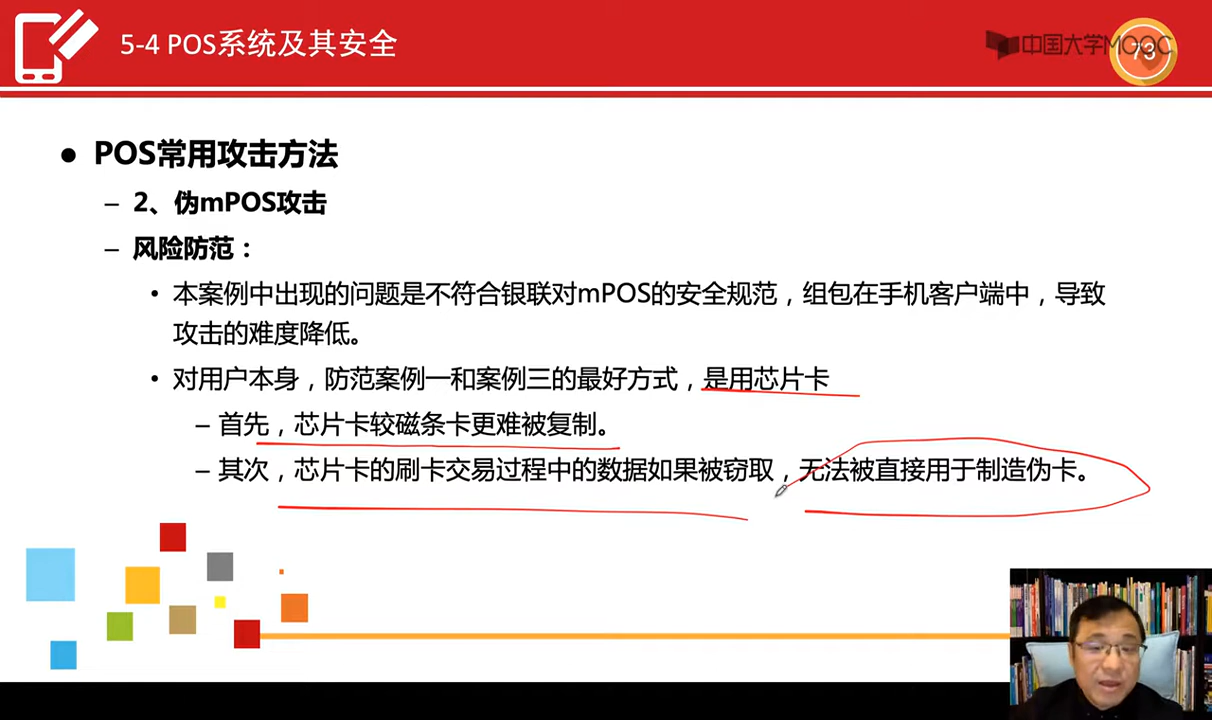 5-4 POS系统及其安全
中国大学MOOC
73
● POS常用攻击方法
– 2、伪mPOS攻击
– 风险防范：
• 本案例中出现的问题是不符合银联对mPOS的安全规范，组包在手机客户端中，导致
攻击的难度降低。
• 对用户本身，防范案例一和案例三的最好方式，是用芯片卡
– 首先，芯片卡较磁条卡更难被复制。
– 其次，芯片卡的刷卡交易过程中的数据如果被窃取，无法被直接用于制造伪卡。